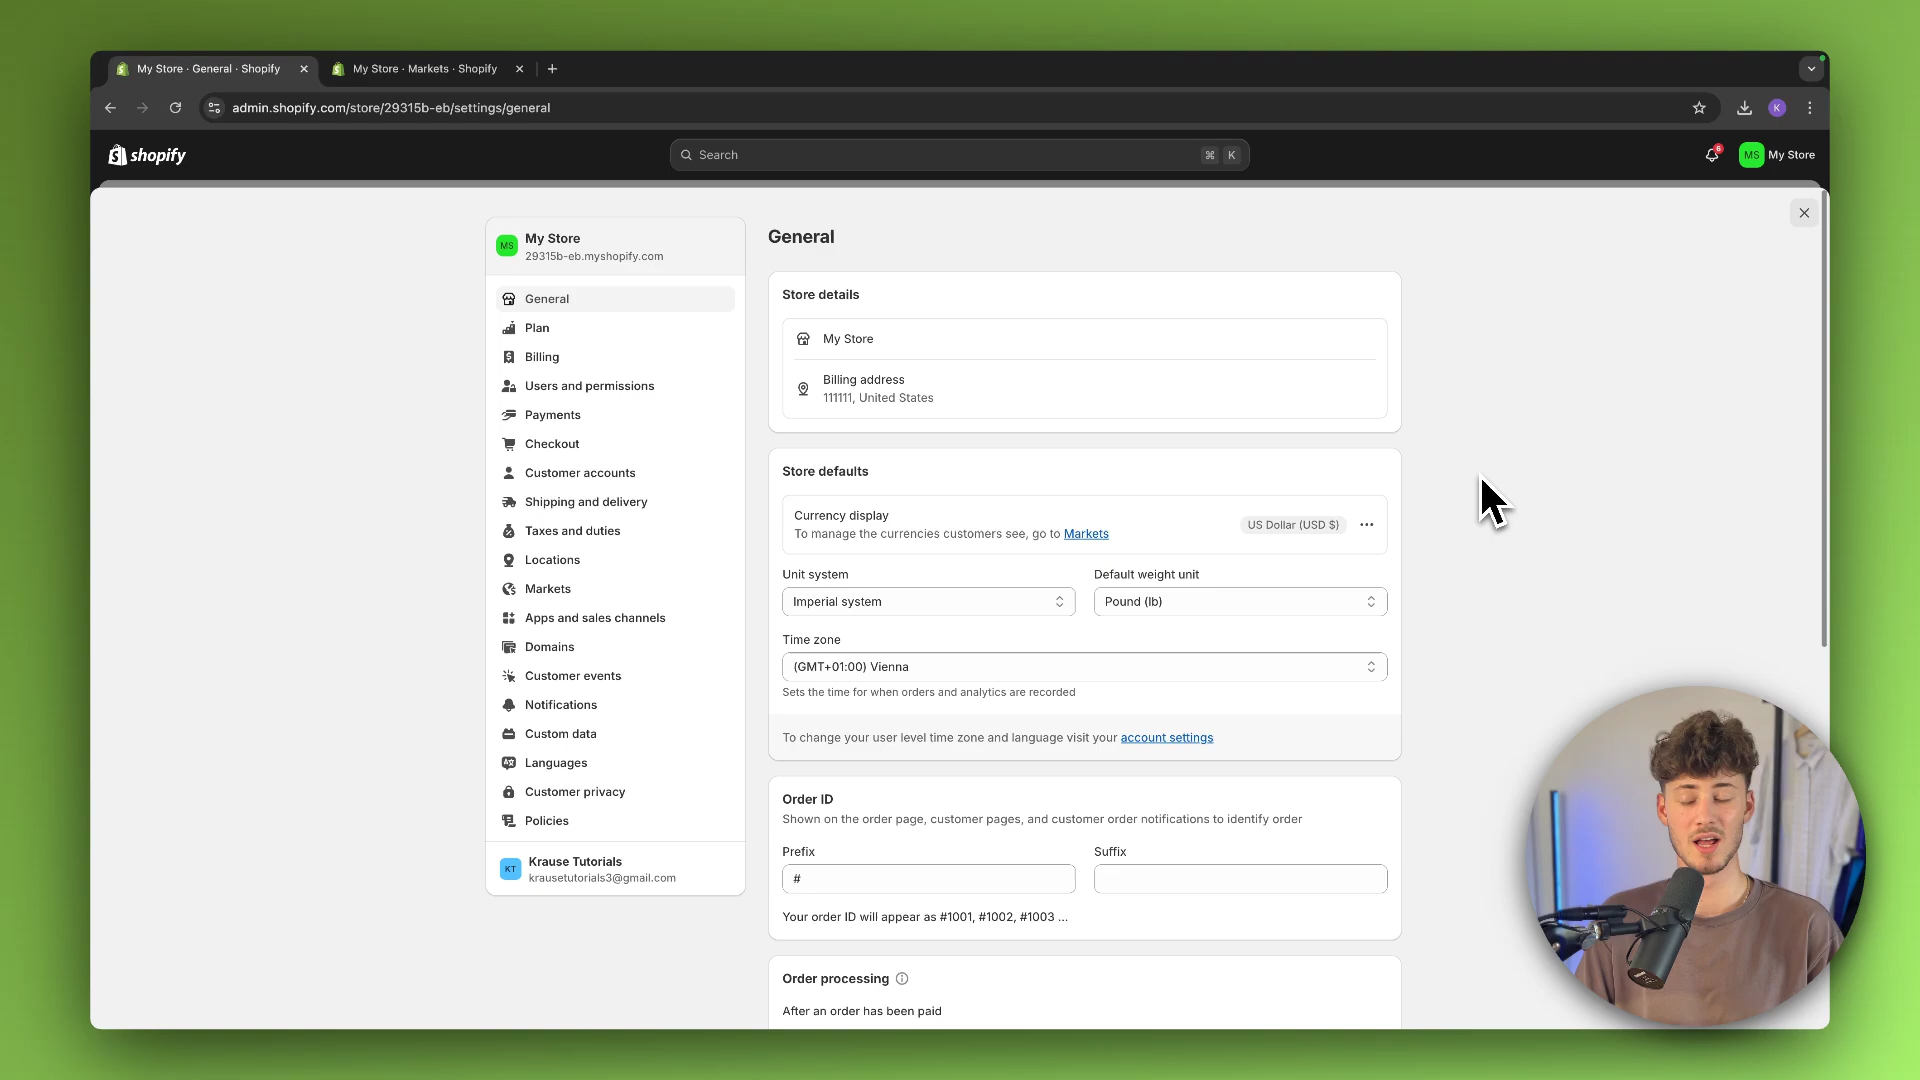 My Store · General · Shopify
My Store · Markets · Shopify
admin.shopify.com/store/29315b-eb/settings/general
K
shopify
Search
⌘ K
6
MS
My Store
MS
My Store
29315b-eb.myshopify.com
General
Plan
Billing
Users and permissions
Payments
Checkout
Customer accounts
Shipping and delivery
Taxes and duties
Locations
Markets
Apps and sales channels
Domains
Customer events
Notifications
Custom data
Languages
Customer privacy
Policies
KT
Krause Tutorials
krausetutorials3@gmail.com
General
Store details
My Store
Billing address
111111, United States
Store defaults
Currency display
To manage the currencies customers see, go to Markets
US Dollar (USD $)
Unit system
Default weight unit
Imperial system
Pound (lb)
Time zone
(GMT+01:00) Vienna
Sets the time for when orders and analytics are recorded
To change your user level time zone and language visit your account settings
Order ID
Shown on the order page, customer pages, and customer order notifications to identify order
Prefix
Suffix
#
Your order ID will appear as #1001, #1002, #1003 ...
Order processing
After an order has been paid